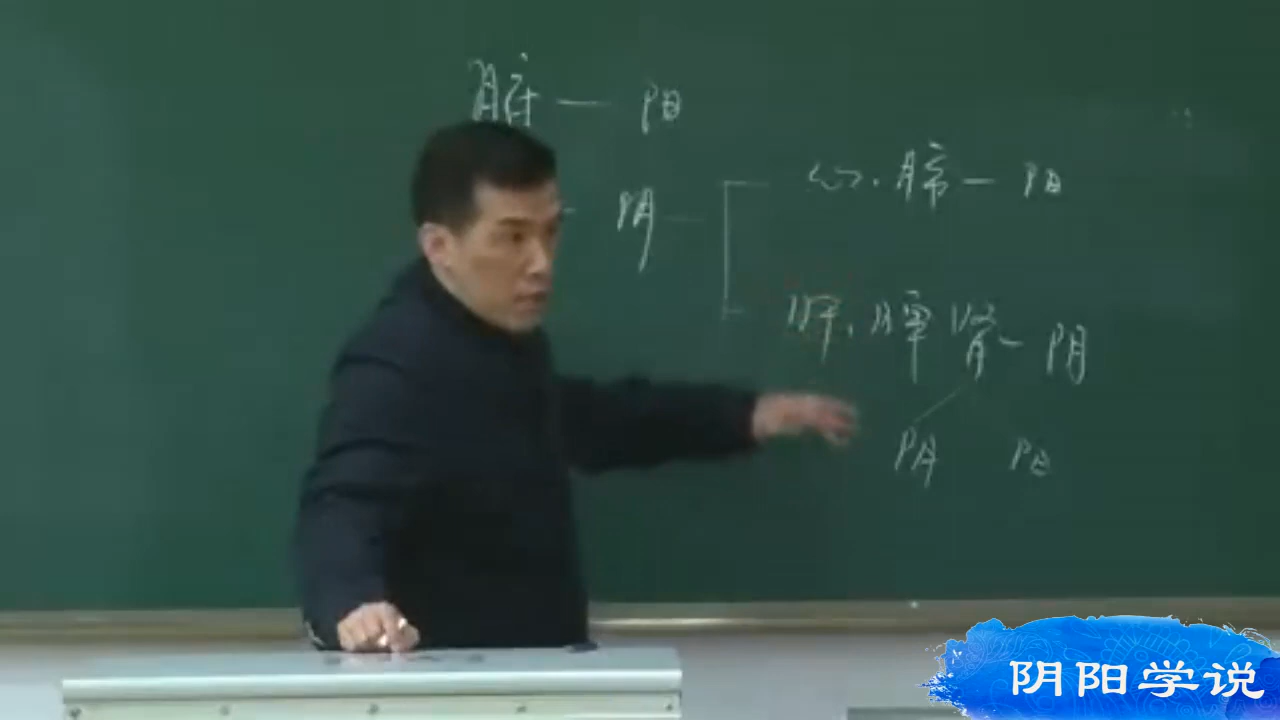 腑 — 阳
阴
心.肺 — 阳
肝.脾 肾 — 阴
阴 阳
阴阳学说